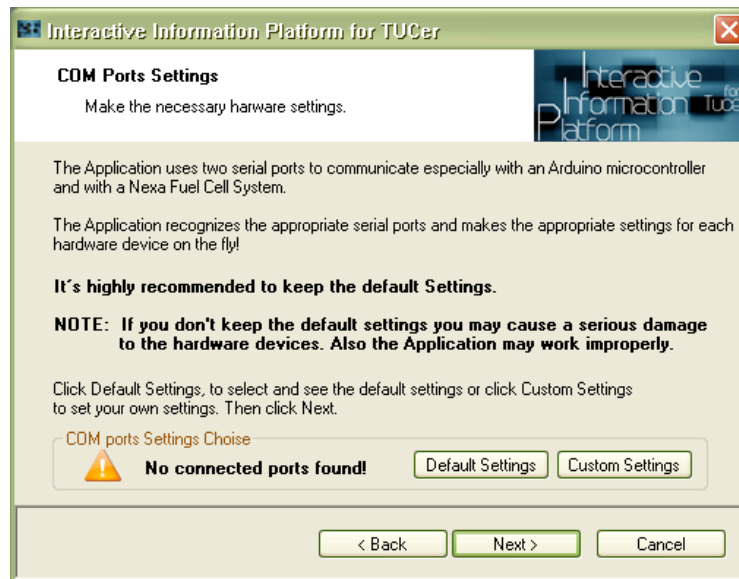 Interactive Information Platform for TUCer
COM Ports Settings
Make the necessary harware settings.
Interactive
Information
Platform
for
The Application uses two serial ports to communicate especially with an Arduino microcontroller
and with a Nexa Fuel Cell System.
The Application recognizes the appropriate serial ports and makes the appropriate settings for each
hardware device on the fly!
It´s highly recommended to keep the default Settings.
NOTE: If you don't keep the default settings you may cause a serious damage
to the hardware devices. Also the Application may work improperly.
Click Default Settings, to select and see the default settings or click Custom Settings
to set your own settings. Then click Next.
COM ports Settings Choise
No connected ports found!
Default Settings
Custom Settings
< Back
Next >
Cancel